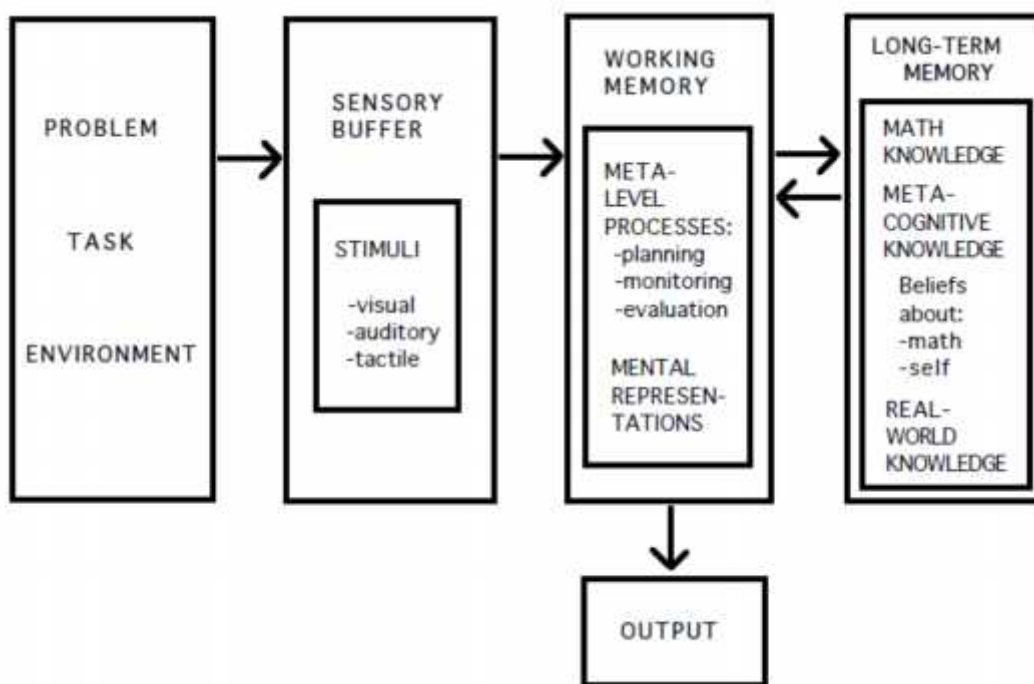 PROBLEM
TASK
ENVIRONMENT
SENSORY
BUFFER
STIMULI
-visual
-auditory
-tactile
WORKING
MEMORY
META-
LEVEL
PROCESSES:
-planning
-monitoring
-evaluation
MENTAL
REPRESEN-
TATIONS
LONG-TERM
MEMORY
MATH
KNOWLEDGE
META-
COGNITIVE
KNOWLEDGE
Beliefs
about:
-math
-self
REAL-
WORLD
KNOWLEDGE
OUTPUT